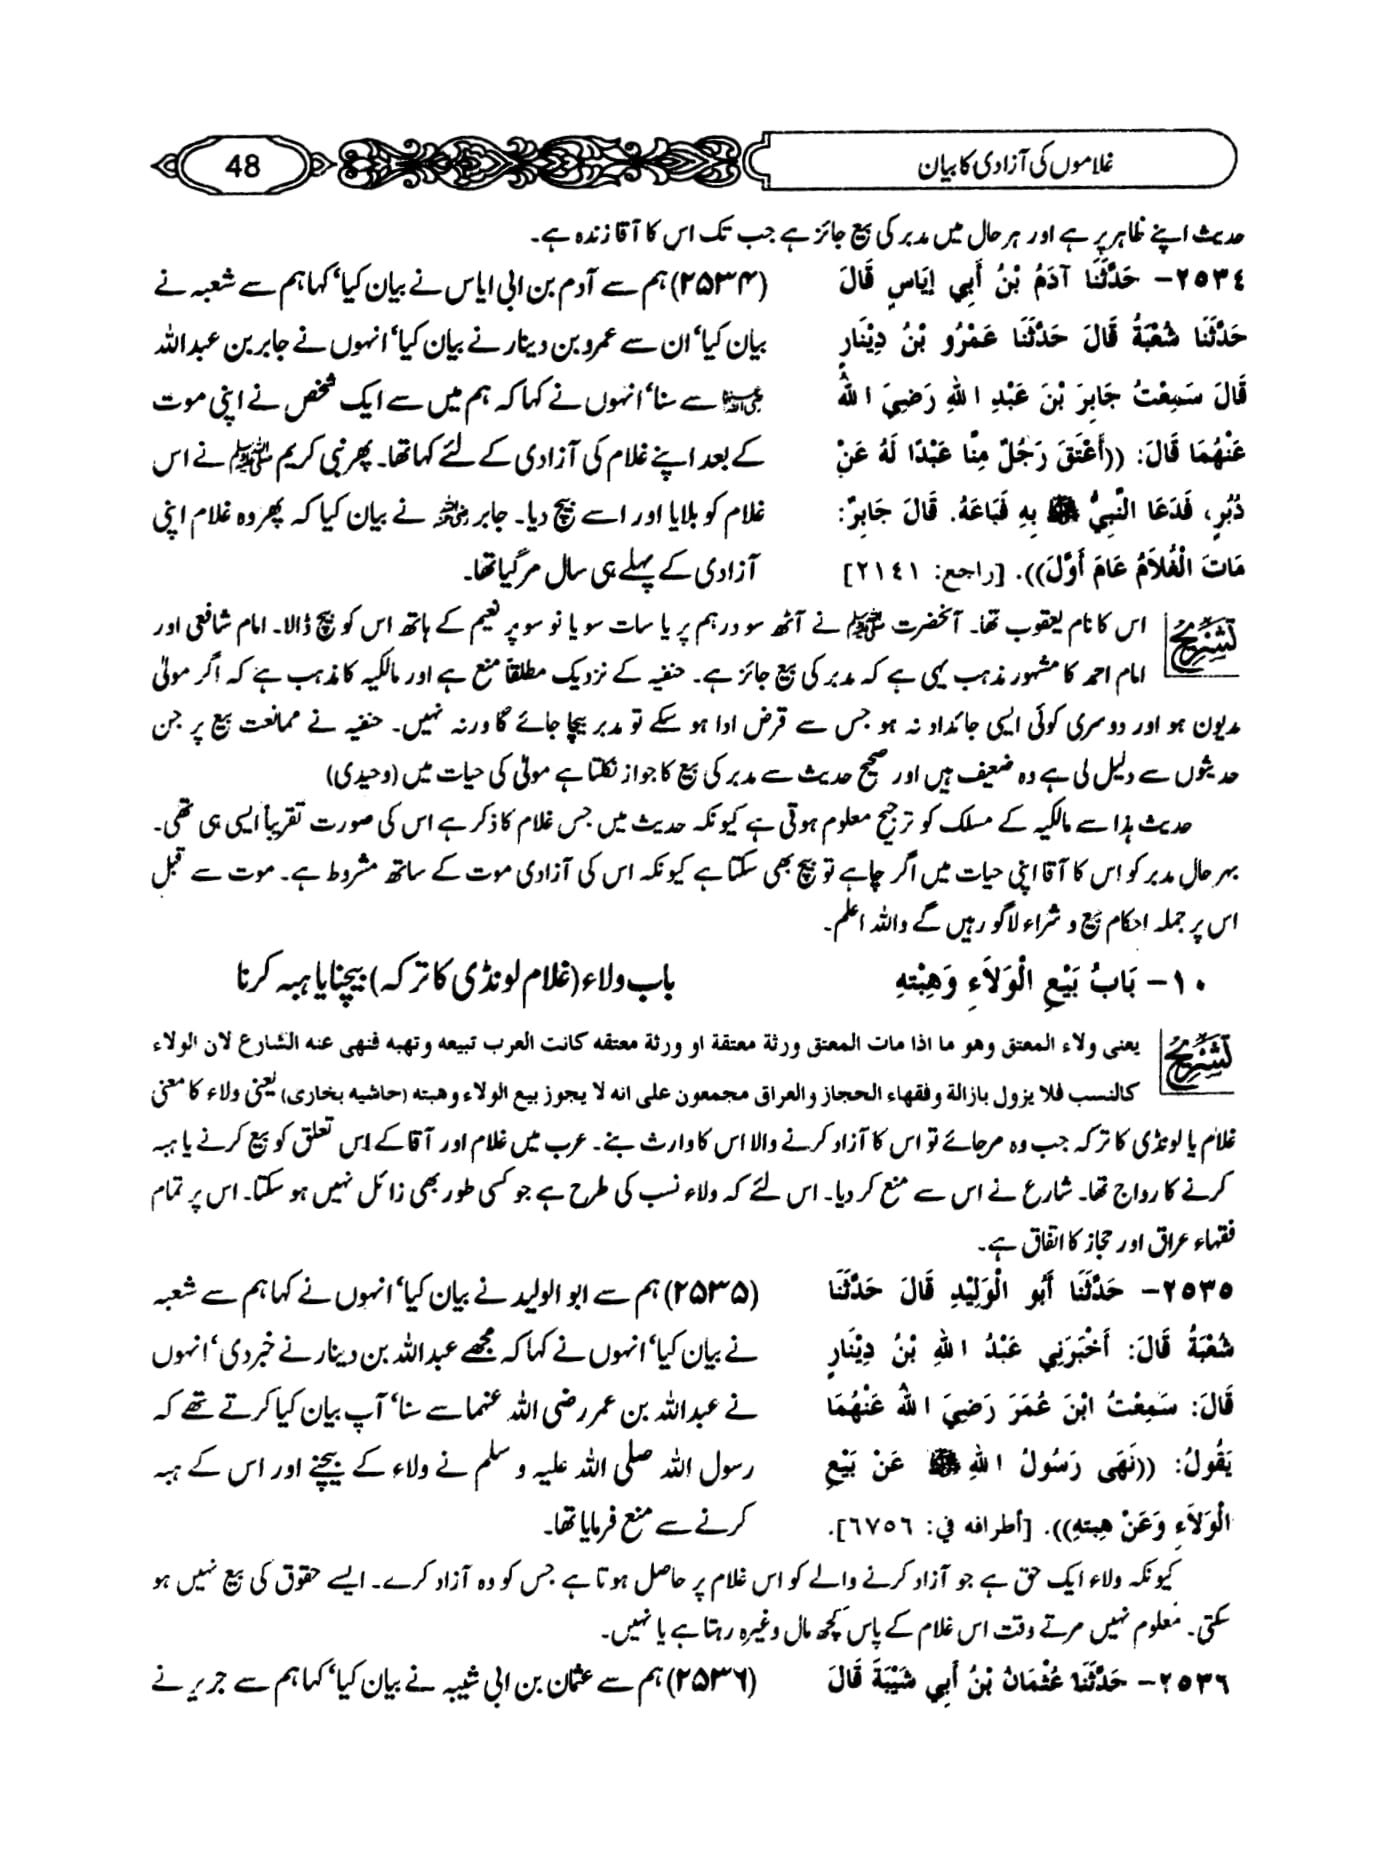 غلاموں کی آزادی کا بیان
48
حدیث اپنے ظاہر پر ہے اور ہر حال میں مدبر کی بیع جائز ہے جب تک اس کا آقا زندہ ہے۔
٢٥٣٤- حَدَّثَنَا آدَمُ بْنُ أَبِي إِيَاسٍ قَالَ
حَدَّثَنَا شُعْبَةُ قَالَ حَدَّثَنَا عَمْرُو بْنُ دِيْنَارٍ
قَالَ سَمِعْتُ جَابِرَ بْنَ عَبْدِ اللهِ رَضِيَ اللهُ
عَنْهُمَا قَالَ: ((أَعْتَقَ رَجُلٌ مِنَّا عَبْدًا لَهُ عَنْ
دُبُرٍ، فَدَعَا النَّبِيُّ ﷺ بِهِ فَبَاعَهُ. قَالَ جَابِرٌ:
مَاتَ الْغُلاَمُ عَامَ أَوَّلَ)). [راجع: ٢١٤١]
(۲۵۳۴) ہم سے آدم بن ابی ایاس نے بیان کیا‘ کہا ہم سے شعبہ نے
بیان کیا‘ ان سے عمرو بن دینار نے بیان کیا‘ انہوں نے جابر بن عبداللہ
رضی اللہ عنہما سے سنا‘ انہوں نے کہا کہ ہم میں سے ایک شخص نے اپنی موت
کے بعد اپنے غلام کی آزادی کے لئے کہا تھا۔ پھر نبی کریم ﷺ نے اس
غلام کو بلایا اور اسے بیچ دیا۔ جابر رضی اللہ عنہ نے بیان کیا کہ پھر وہ غلام اپنی
آزادی کے پہلے ہی سال مر گیا تھا۔
تشریح اس کا نام یعقوب تھا۔ آنحضرت ﷺ نے آٹھ سو درہم پر یا سات سو یا نو سو پر نعیم کے ہاتھ اس کو بیچ ڈالا۔ امام شافعی اور
امام احمد کا مشہور مذہب یہی ہے کہ مدبر کی بیع جائز ہے۔ حنفیہ کے نزدیک مطلقاً منع ہے اور مالکیہ کا مذہب ہے کہ اگر مولیٰ
مدیون ہو اور دوسری کوئی ایسی جائداد نہ ہو جس سے قرض ادا ہو سکے تو مدبر بیچا جائے گا ورنہ نہیں۔ حنفیہ نے ممانعت بیع پر جن
حدیثوں سے دلیل لی ہے وہ ضعیف ہیں اور صحیح حدیث سے مدبر کی بیع کا جواز نکلتا ہے مولیٰ کی حیات میں (وحیدی)
حدیث ہذا سے مالکیہ کے مسلک کو ترجیح معلوم ہوتی ہے کیونکہ حدیث میں جس غلام کا ذکر ہے اس کی صورت تقریباً ایسی ہی تھی۔
بہر حال مدبر کو اس کا آقا اپنی حیات میں اگر چاہے تو بیچ بھی سکتا ہے کیونکہ اس کی آزادی موت کے ساتھ مشروط ہے۔ موت سے قبل
اس پر جملہ احکام بیع و شراء لاگو رہیں گے واللہ اعلم۔
١٠- بَابُ بَيْعِ الْوَلاَءِ وَهِبَتِهِ
باب ولاء (غلام لونڈی کا ترکہ) بیچنا یا ہبہ کرنا
تشریح یعنی ولاء المعتق وهو ما اذا مات المعتق ورثة معتقة او ورثة معتقه كانت العرب تبيعه وتهبه فنهى عنه الشارع لان الولاء
كالنسب فلا يزول بازالة وفقهاء الحجاز والعراق مجمعون على انه لا يجوز بيع الولاء وهبته (حاشيه بخاری) یعنی ولاء کا معنی
غلام یا لونڈی کا ترکہ جب وہ مرجائے تو اس کا آزاد کرنے والا اس کا وارث بنے۔ عرب میں غلام اور آقا کے اس تعلق کو بیع کرنے یا ہبہ
کرنے کا رواج تھا۔ شارع نے اس سے منع کر دیا۔ اس لئے کہ ولاء نسب کی طرح ہے جو کسی طور بھی زائل نہیں ہو سکتا۔ اس پر تمام
فقہاء عراق اور حجاز کا اتفاق ہے۔
٢٥٣٥- حَدَّثَنَا أَبُو الْوَلِيْدِ قَالَ حَدَّثَنَا
شُعْبَةُ قَالَ: أَخْبَرَنِي عَبْدُ اللهِ بْنُ دِيْنَارٍ
قَالَ: سَمِعْتُ ابْنَ عُمَرَ رَضِيَ اللهُ عَنْهُمَا
يَقُولُ: ((نَهَى رَسُولُ اللهِ ﷺ عَنْ بَيْعِ
الْوَلاَءِ وَعَنْ هِبَتِهِ)). [أطرافه في: ٦٧٥٦].
(۲۵۳۵) ہم سے ابو الولید نے بیان کیا‘ انہوں نے کہا ہم سے شعبہ
نے بیان کیا‘ انہوں نے کہا کہ مجھے عبداللہ بن دینار نے خبر دی‘ انہوں
نے عبداللہ بن عمر رضی اللہ عنہما سے سنا‘ آپ بیان کیا کرتے تھے کہ
رسول اللہ صلی اللہ علیہ وسلم نے ولاء کے بیچنے اور اس کے ہبہ
کرنے سے منع فرمایا تھا۔
کیونکہ ولاء ایک حق ہے جو آزاد کرنے والے کو اس غلام پر حاصل ہوتا ہے جس کو وہ آزاد کرے۔ ایسے حقوق کی بیع نہیں ہو
سکتی۔ معلوم نہیں مرتے وقت اس غلام کے پاس کچھ مال وغیرہ رہتا ہے یا نہیں۔
٢٥٣٦- حَدَّثَنَا عُثْمَانُ بْنُ أَبِي شَيْبَةَ قَالَ
(۲۵۳۶) ہم سے عثمان بن ابی شیبہ نے بیان کیا‘ کہا ہم سے جریر نے